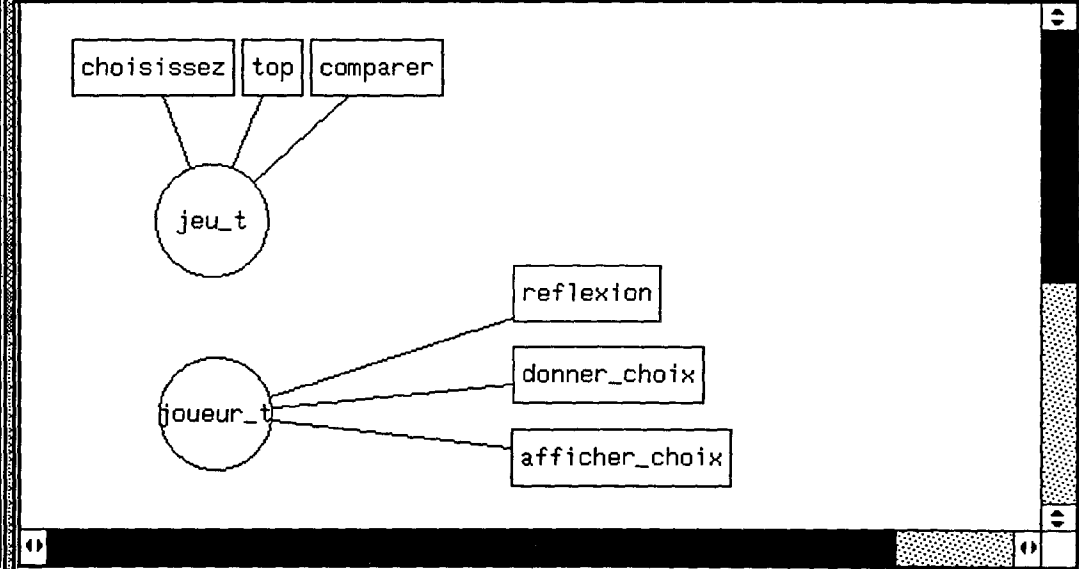 choisissez top comparer
jeu_t
reflexion
donner_choix
joueur_t
afficher_choix